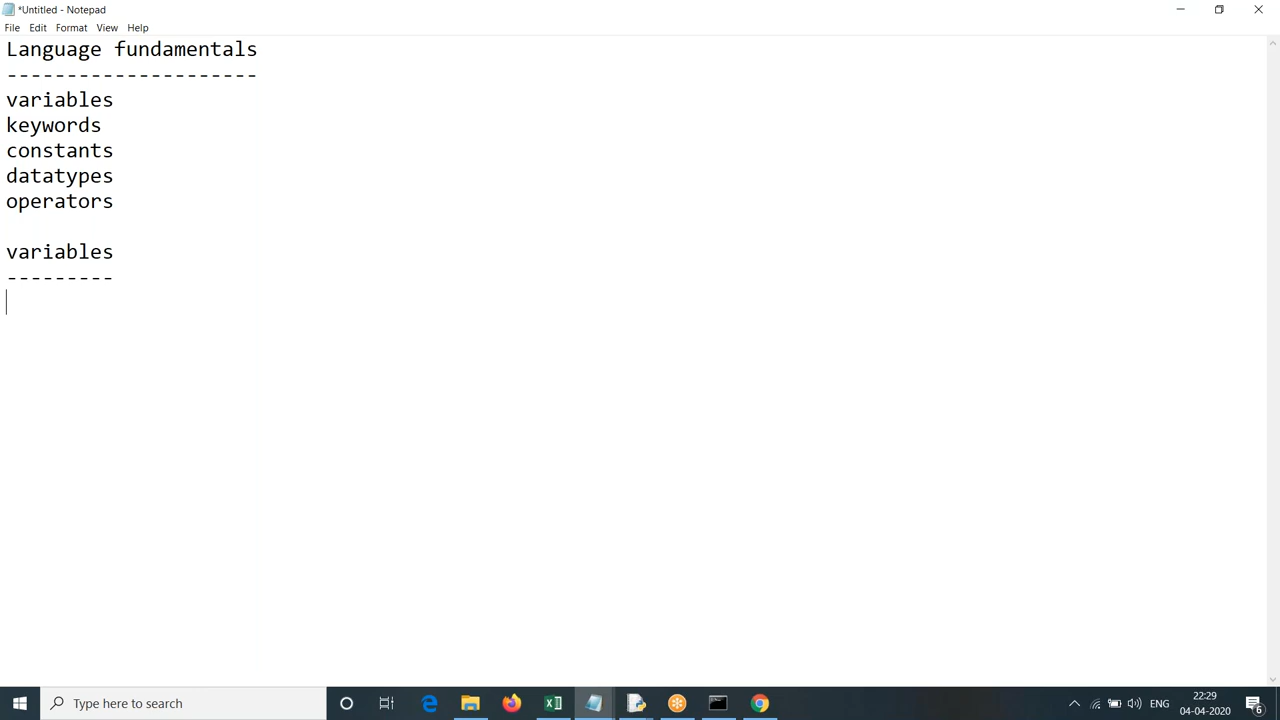 *Untitled - Notepad
File Edit Format View Help
Language fundamentals
---------------------
variables
keywords
constants
datatypes
operators
variables
---------
Type here to search
ENG
22:29
04-04-2020
6